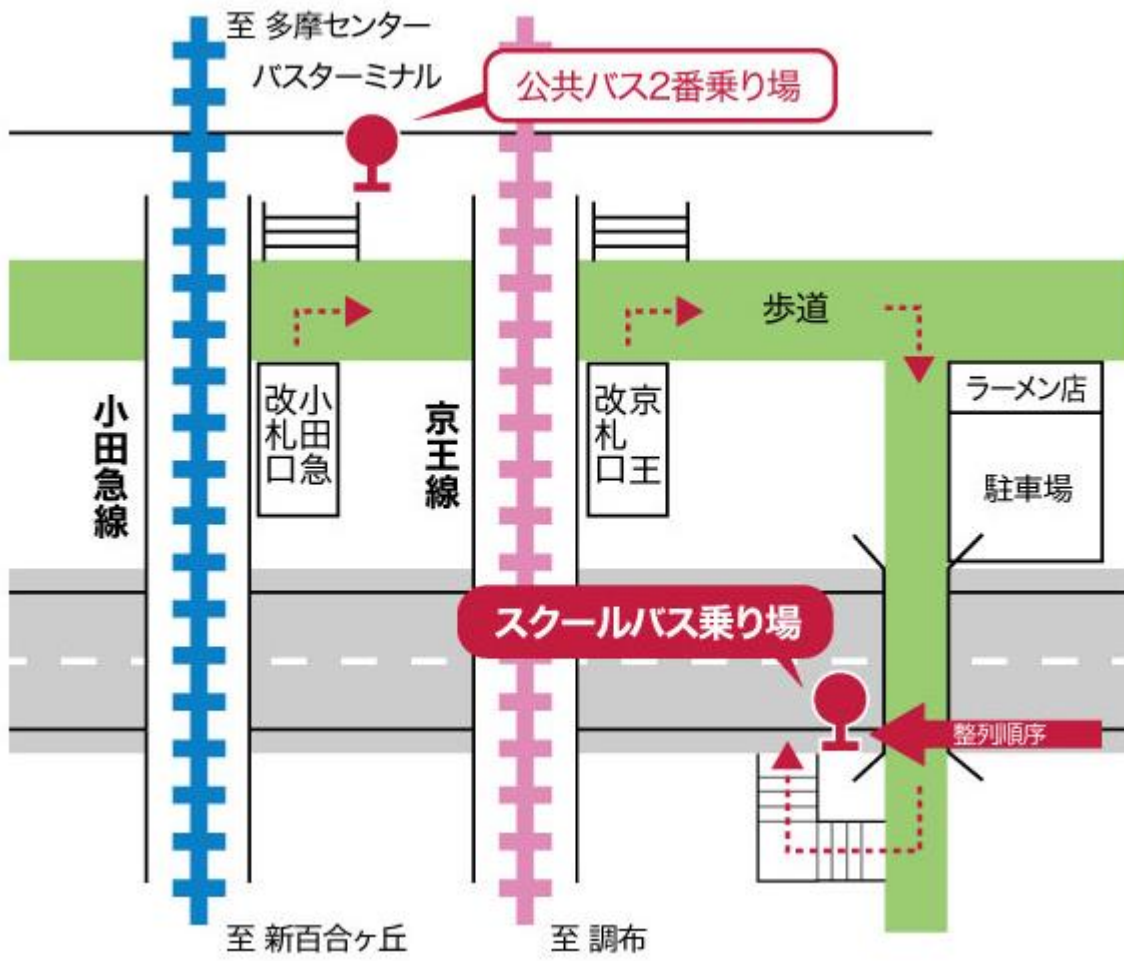 至 多摩センター
バスターミナル
公共バス2番乗り場
歩道
小田急線
小田急
改札口
京王線
京王
改札口
ラーメン店
駐車場
スクールバス乗り場
整列順序
至 新百合ヶ丘
至 調布